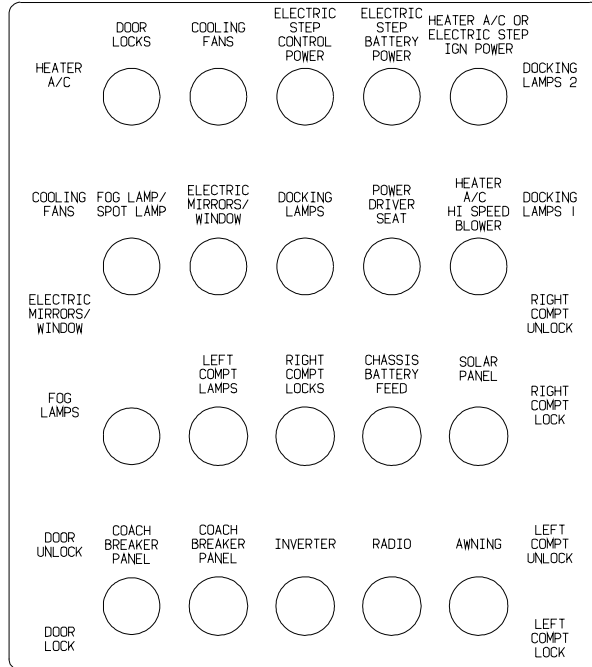 DOOR
LOCKS
COOLING
FANS
ELECTRIC
STEP
CONTROL
POWER
ELECTRIC
STEP
BATTERY
POWER
HEATER A/C OR
ELECTRIC STEP
IGN POWER
HEATER
A/C
DOCKING
LAMPS 2
COOLING
FANS
FOG LAMP/
SPOT LAMP
ELECTRIC
MIRRORS/
WINDOW
DOCKING
LAMPS
POWER
DRIVER
SEAT
HEATER
A/C
HI SPEED
BLOWER
DOCKING
LAMPS 1
ELECTRIC
MIRRORS/
WINDOW
RIGHT
COMPT
UNLOCK
FOG
LAMPS
LEFT
COMPT
LAMPS
RIGHT
COMPT
LOCKS
CHASSIS
BATTERY
FEED
SOLAR
PANEL
RIGHT
COMPT
LOCK
DOOR
UNLOCK
COACH
BREAKER
PANEL
COACH
BREAKER
PANEL
INVERTER
RADIO
AWNING
LEFT
COMPT
UNLOCK
DOOR
LOCK
LEFT
COMPT
LOCK